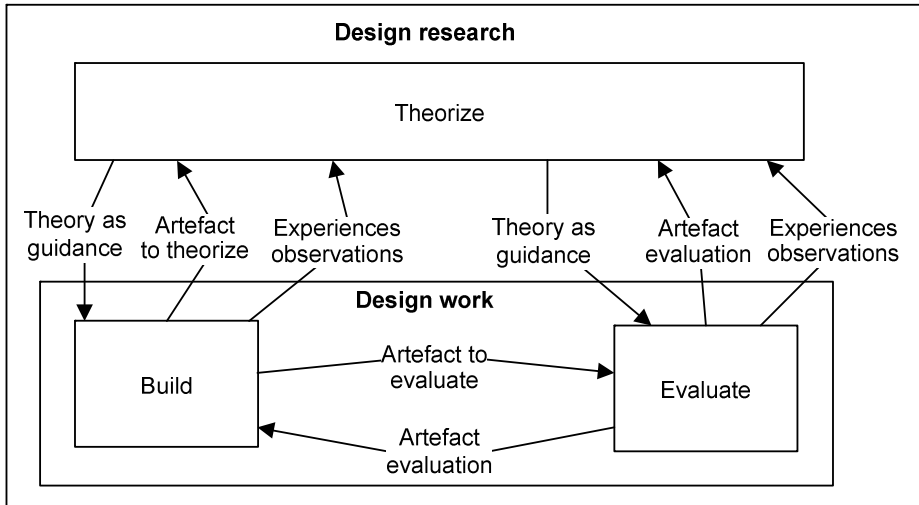 Design research
Theorize
Theory as
guidance
Artefact
to theorize
Experiences
observations
Theory as
guidance
Artefact
evaluation
Experiences
observations
Design work
Build
Artefact to
evaluate
Evaluate
Artefact
evaluation